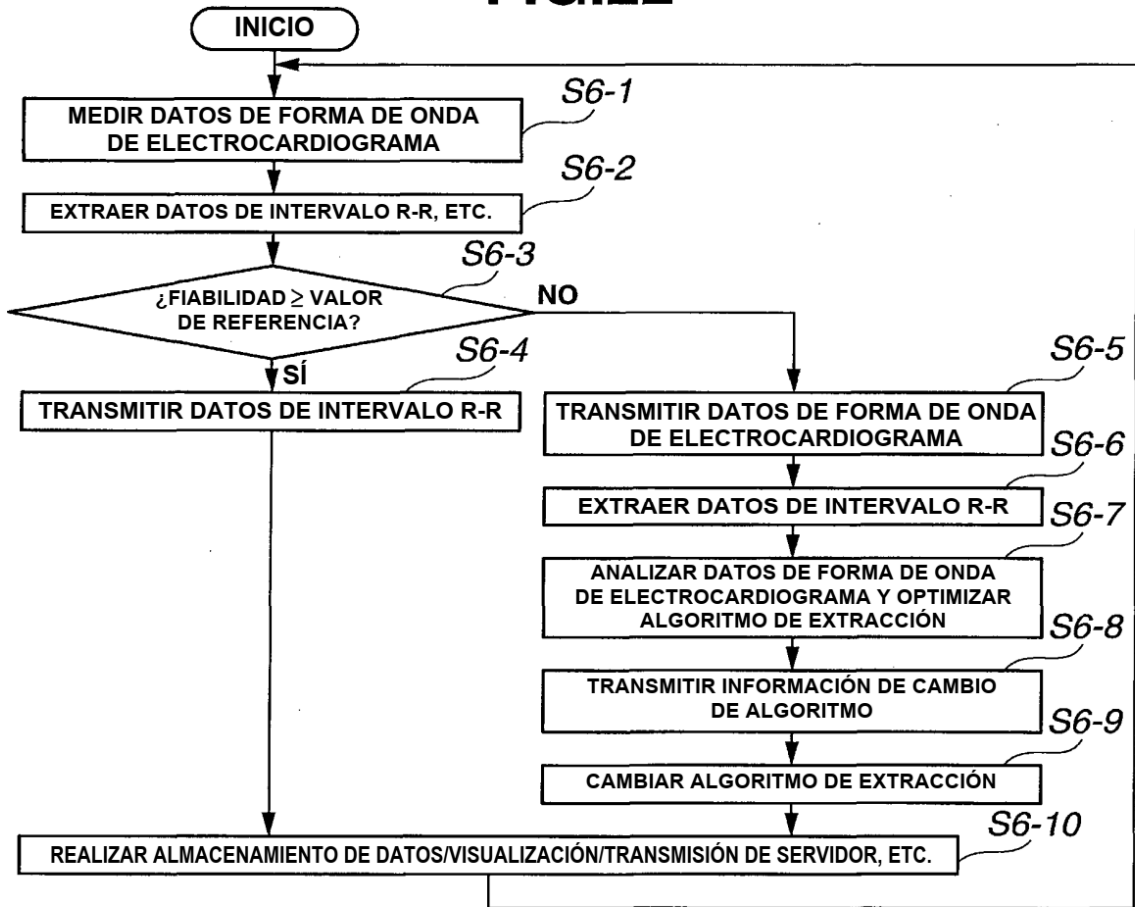 INICIO
S6-1
MEDIR DATOS DE FORMA DE ONDA
DE ELECTROCARDIOGRAMA
S6-2
EXTRAER DATOS DE INTERVALO R-R, ETC.
S6-3
¿FIABILIDAD ≥ VALOR
DE REFERENCIA?
NO
SÍ
S6-4
TRANSMITIR DATOS DE INTERVALO R-R
S6-5
TRANSMITIR DATOS DE FORMA DE ONDA
DE ELECTROCARDIOGRAMA
S6-6
EXTRAER DATOS DE INTERVALO R-R
S6-7
ANALIZAR DATOS DE FORMA DE ONDA
DE ELECTROCARDIOGRAMA Y OPTIMIZAR
ALGORITMO DE EXTRACCIÓN
S6-8
TRANSMITIR INFORMACIÓN DE CAMBIO
DE ALGORITMO
S6-9
CAMBIAR ALGORITMO DE EXTRACCIÓN
S6-10
REALIZAR ALMACENAMIENTO DE DATOS/VISUALIZACIÓN/TRANSMISIÓN DE SERVIDOR, ETC.